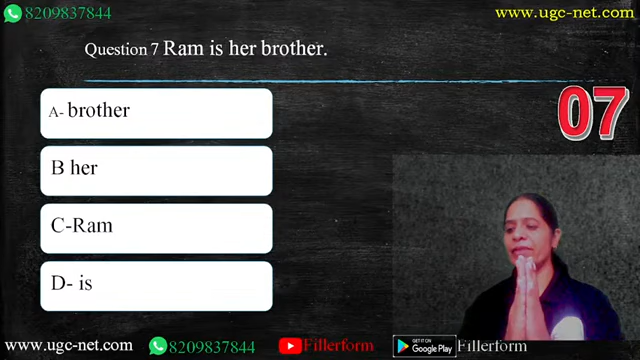 8209837844
www.ugc-net.com
Question 7 Ram is her brother.
07
A- brother
B her
C-Ram
D- is
www.ugc-net.com 8209837844 Fillerform GET IT ON Google Play Fillerform